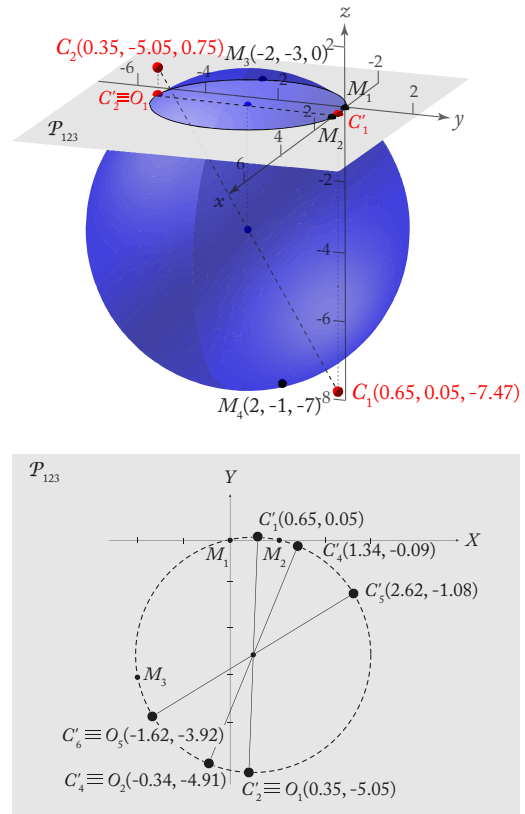 z
C₂(0.35, -5.05, 0.75)
M₃(-2, -3, 0)
2
-6
-4
-2
2
-2
C′₂≡O₁
M₁
2
y
𝒫₁₂₃
C′₁
4
M₂
6
x
-2
-4
-6
-8
C₁(0.65, 0.05, -7.47)
M₄(2, -1, -7)
𝒫₁₂₃
Y
C′₁(0.65, 0.05)
X
M₁
M₂
C′₄(1.34, -0.09)
C′₅(2.62, -1.08)
M₃
C′₆≡O₅(-1.62, -3.92)
C′₄≡O₂(-0.34, -4.91)
C′₂≡O₁(0.35, -5.05)